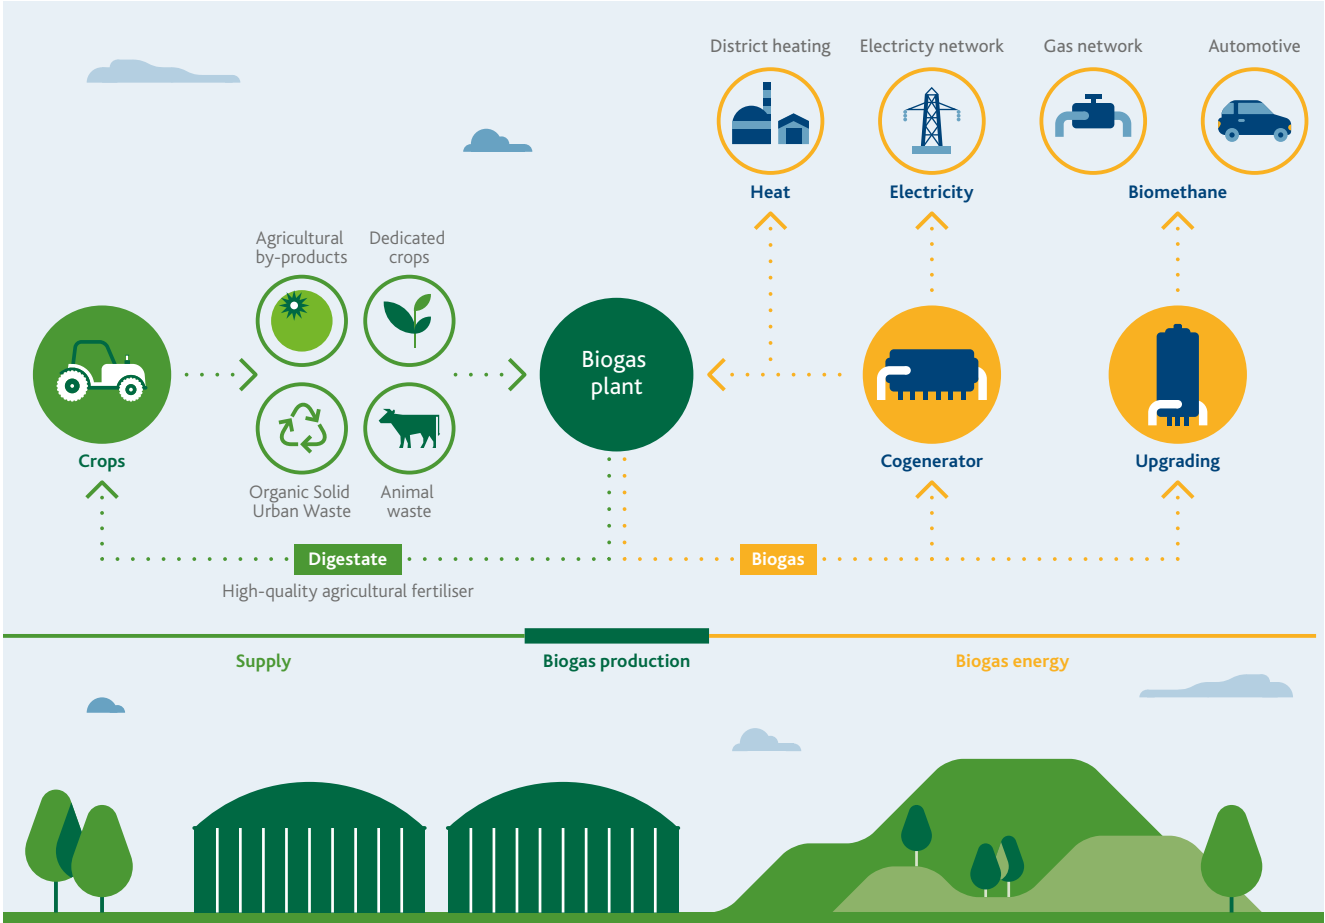 District heating
Electricty network
Gas network
Automotive
Heat
Electricity
Biomethane
Agricultural
by-products
Dedicated
crops
Biogas
plant
Crops
Cogenerator
Upgrading
Organic Solid
Urban Waste
Animal
waste
Digestate
Biogas
High-quality agricultural fertiliser
Supply
Biogas production
Biogas energy